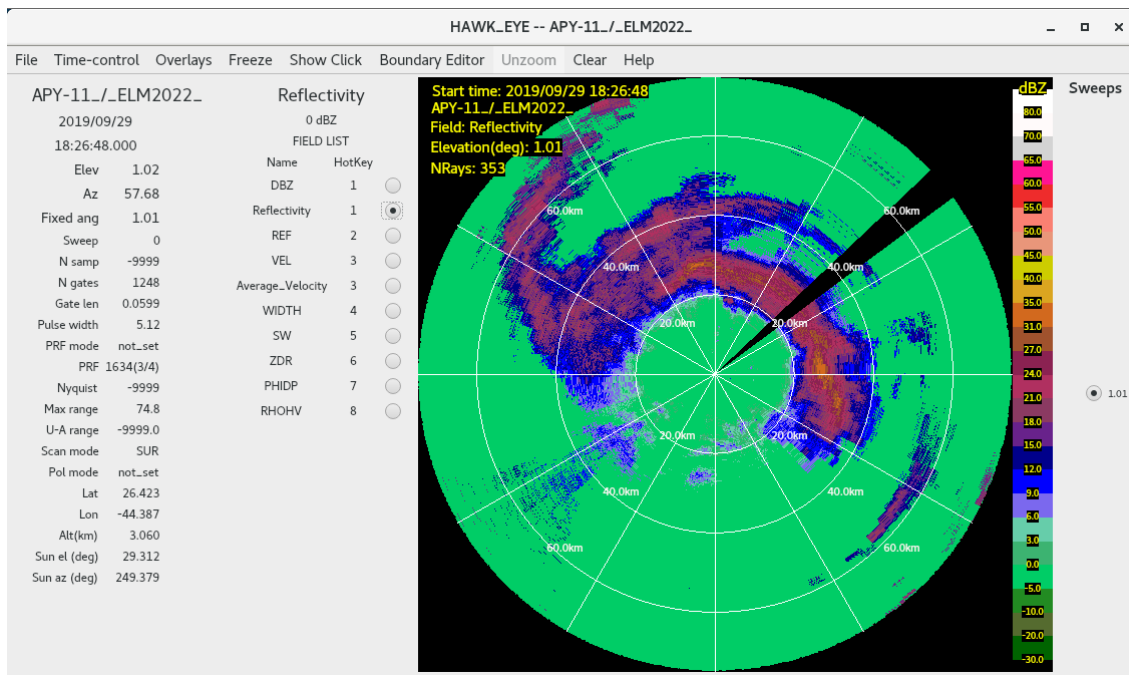 HAWK_EYE -- APY-11_/_ELM2022_
File Time-control Overlays Freeze Show Click Boundary Editor Unzoom Clear Help
APY-11_/_ELM2022_
2019/09/29
18:26:48.000
Elev 1.02
Az 57.68
Fixed ang 1.01
Sweep 0
N samp -9999
N gates 1248
Gate len 0.0599
Pulse width 5.12
PRF mode not_set
PRF 1634(3/4)
Nyquist -9999
Max range 74.8
U-A range -9999.0
Scan mode SUR
Pol mode not_set
Lat 26.423
Lon -44.387
Alt(km) 3.060
Sun el (deg) 29.312
Sun az (deg) 249.379
Reflectivity
0 dBZ
FIELD LIST
Name HotKey
DBZ 1
Reflectivity 1
REF 2
VEL 3
Average_Velocity 3
WIDTH 4
SW 5
ZDR 6
PHIDP 7
RHOHV 8
Start time: 2019/09/29 18:26:48
APY-11_/_ELM2022_
Field: Reflectivity
Elevation(deg): 1.01
NRays: 353
60.0km 60.0km
40.0km 40.0km
20.0km 20.0km
20.0km 20.0km
40.0km 40.0km
60.0km 60.0km
dBZ
80.0
70.0
65.0
60.0
55.0
50.0
45.0
40.0
35.0
31.0
27.0
24.0
21.0
18.0
15.0
12.0
9.0
6.0
3.0
0.0
-5.0
-10.0
-20.0
-30.0
Sweeps
1.01